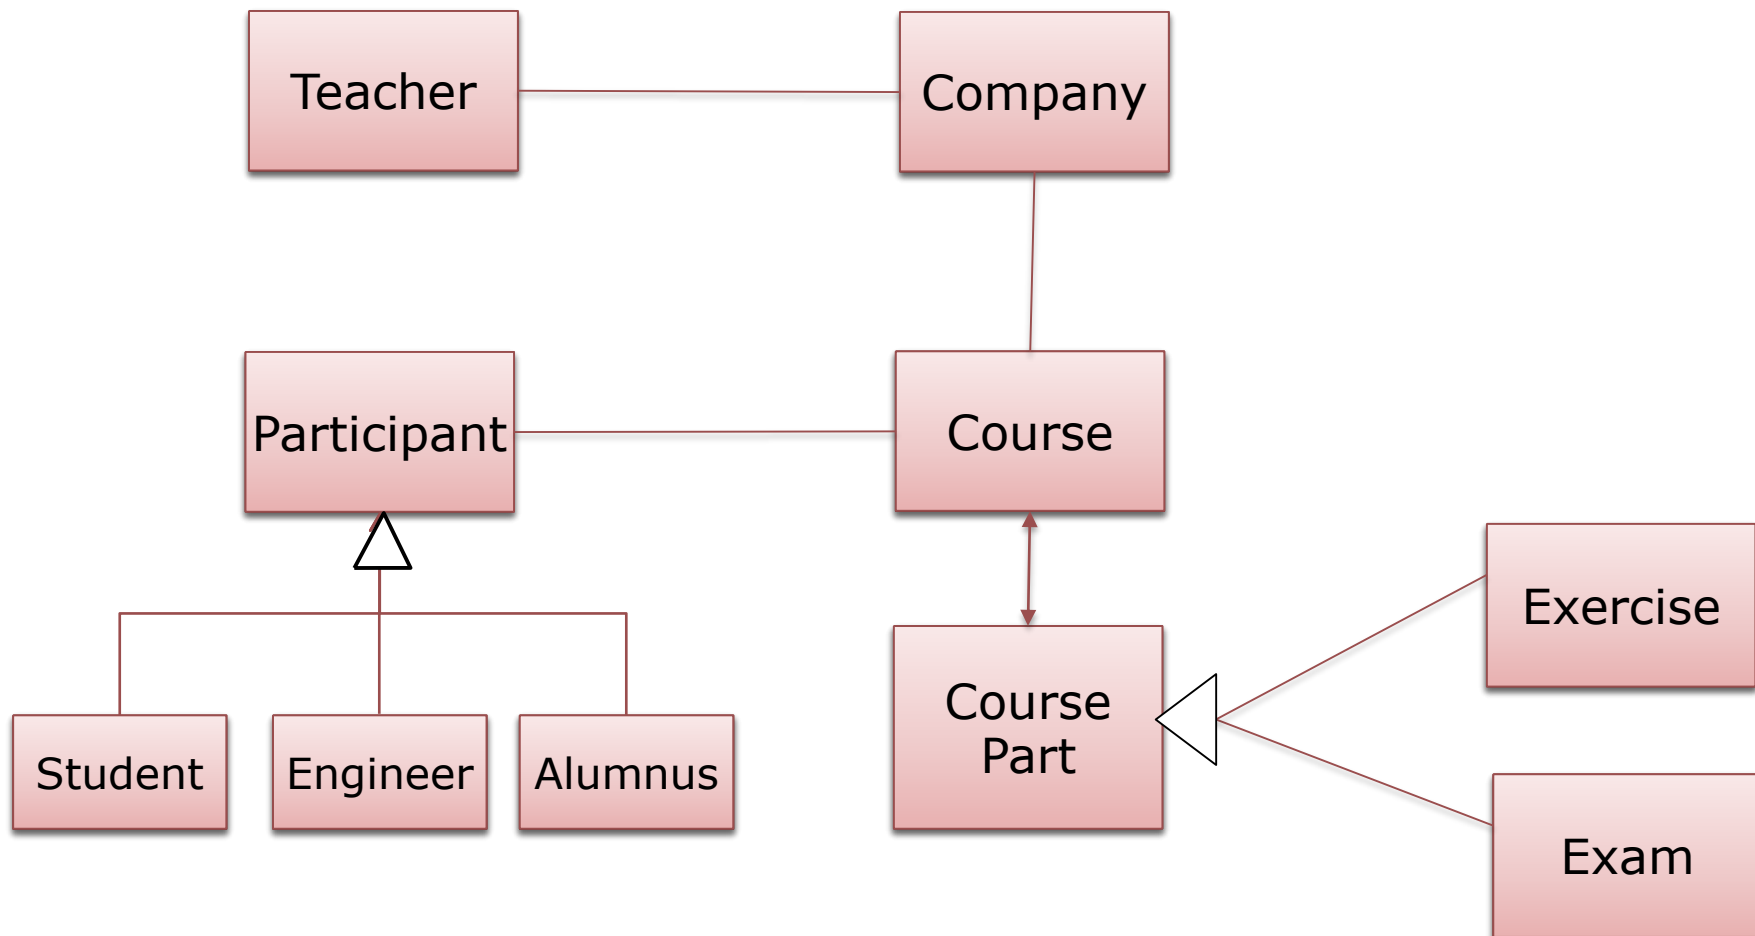 Teacher
Company
Participant
Course
Exercise
Course
Part
Student
Engineer
Alumnus
Exam